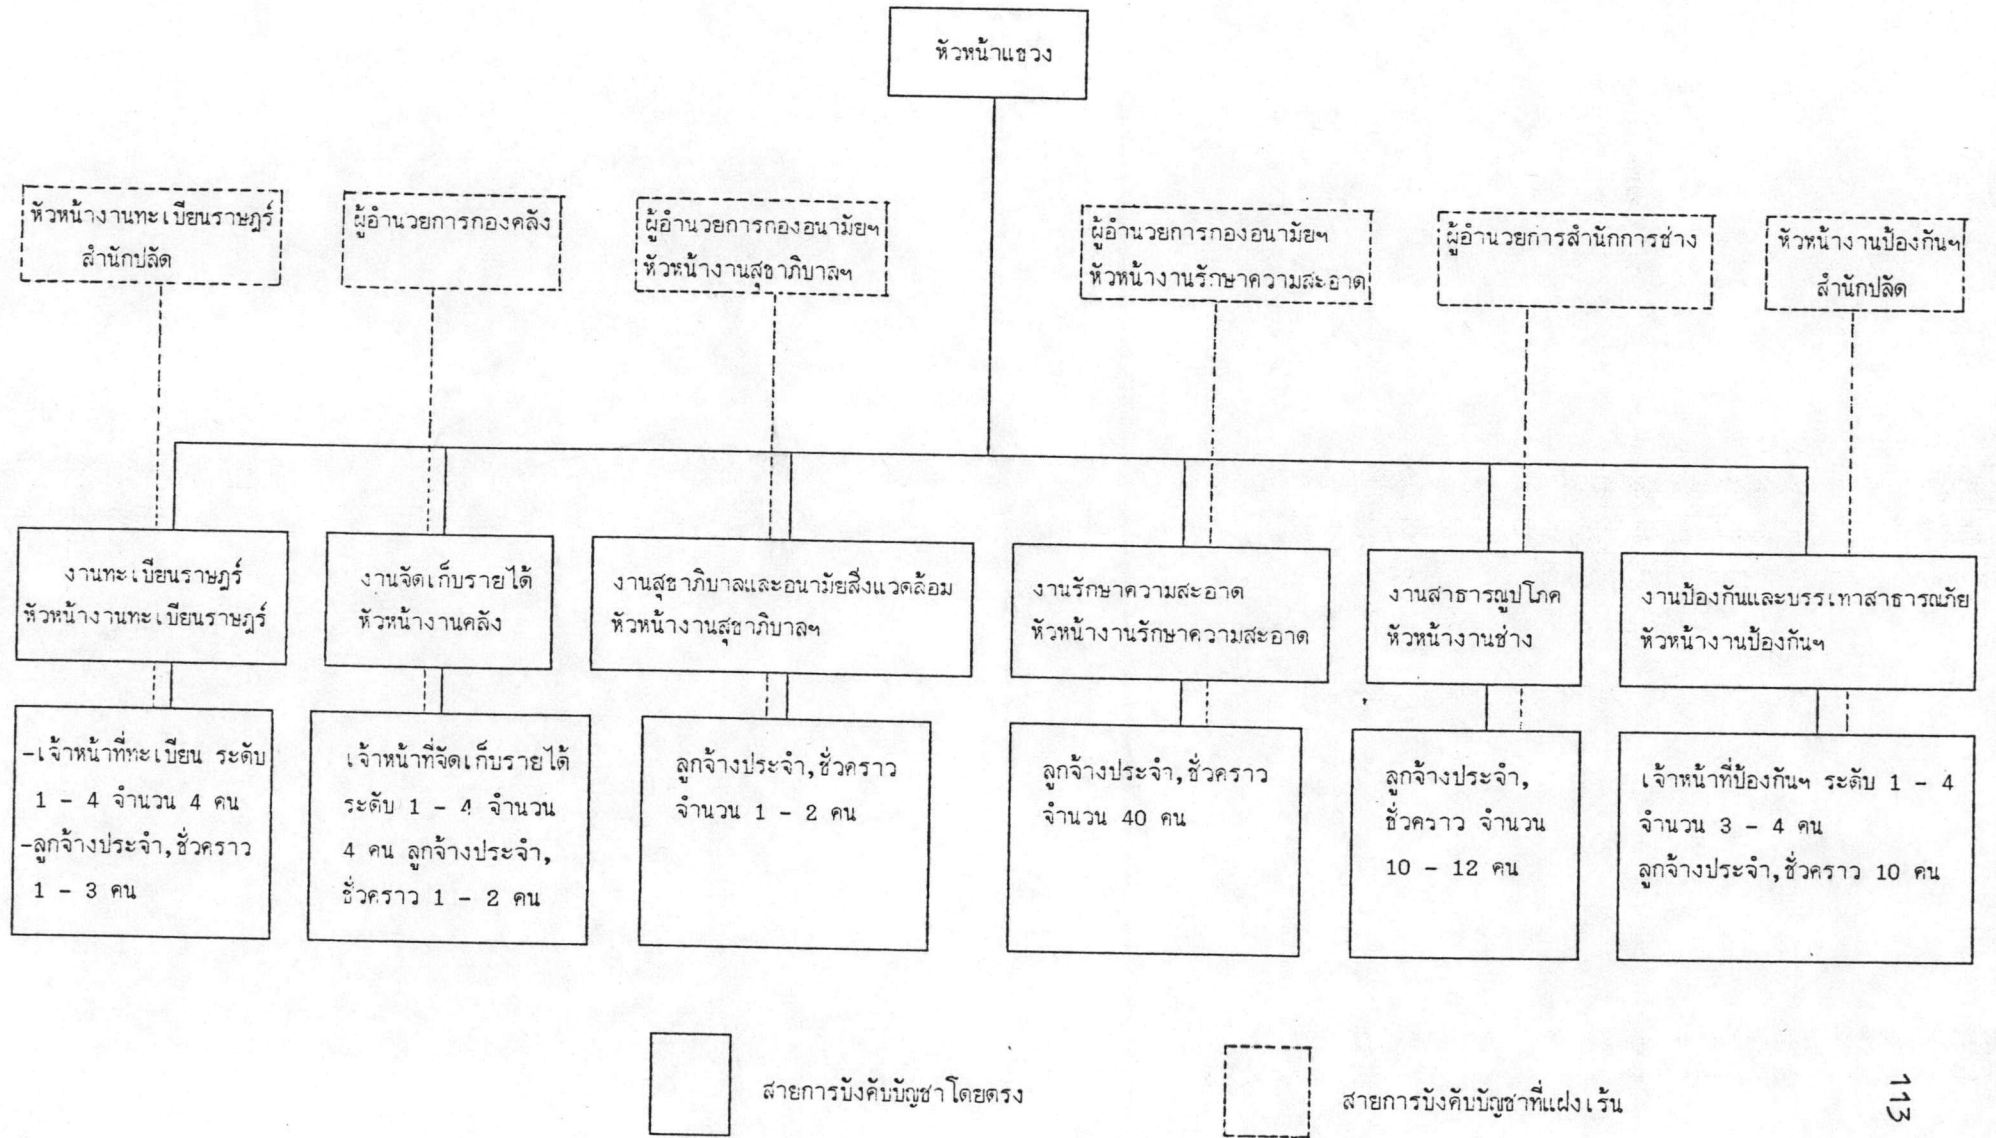 หัวหน้าแขวง
หัวหน้างานทะเบียนราษฎร์
สำนักปลัด
ผู้อำนวยการกองคลัง
ผู้อำนวยการกองอนามัยฯ
หัวหน้างานสุขาภิบาลฯ
ผู้อำนวยการกองอนามัยฯ
หัวหน้างานรักษาความสะอาด
ผู้อำนวยการสำนักการช่าง
หัวหน้างานป้องกันฯ
สำนักปลัด
งานทะเบียนราษฎร์
หัวหน้างานทะเบียนราษฎร์
งานจัดเก็บรายได้
หัวหน้างานคลัง
งานสุขาภิบาลและอนามัยสิ่งแวดล้อม
หัวหน้างานสุขาภิบาลฯ
งานรักษาความสะอาด
หัวหน้างานรักษาความสะอาด
งานสาธารณูปโภค
หัวหน้างานช่าง
งานป้องกันและบรรเทาสาธารณภัย
หัวหน้างานป้องกันฯ
-เจ้าหน้าที่ทะเบียน ระดับ
1 - 4 จำนวน 4 คน
-ลูกจ้างประจำ,ชั่วคราว
1 - 3 คน
เจ้าหน้าที่จัดเก็บรายได้
ระดับ 1 - 4 จำนวน
4 คน ลูกจ้างประจำ,
ชั่วคราว 1 - 2 คน
ลูกจ้างประจำ,ชั่วคราว
จำนวน 1 - 2 คน
ลูกจ้างประจำ,ชั่วคราว
จำนวน 40 คน
ลูกจ้างประจำ,
ชั่วคราว จำนวน
10 - 12 คน
เจ้าหน้าที่ป้องกันฯ ระดับ 1 - 4
จำนวน 3 - 4 คน
ลูกจ้างประจำ,ชั่วคราว 10 คน
สายการบังคับบัญชาโดยตรง
สายการบังคับบัญชาที่แฝงเร้น
113